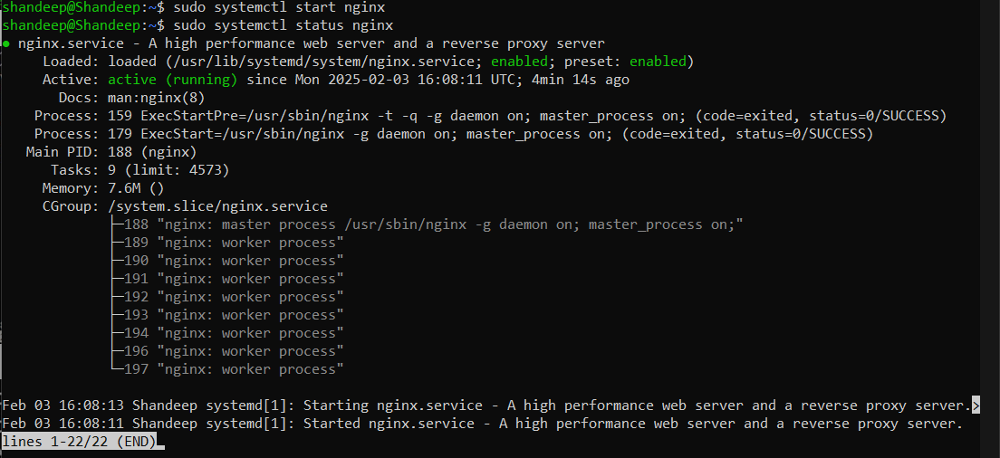 shandeep@Shandeep:~$ sudo systemctl start nginx
shandeep@Shandeep:~$ sudo systemctl status nginx
● nginx.service - A high performance web server and a reverse proxy server
     Loaded: loaded (/usr/lib/systemd/system/nginx.service; enabled; preset: enabled)
     Active: active (running) since Mon 2025-02-03 16:08:11 UTC; 4min 14s ago
       Docs: man:nginx(8)
    Process: 159 ExecStartPre=/usr/sbin/nginx -t -q -g daemon on; master_process on; (code=exited, status=0/SUCCESS)
    Process: 179 ExecStart=/usr/sbin/nginx -g daemon on; master_process on; (code=exited, status=0/SUCCESS)
   Main PID: 188 (nginx)
      Tasks: 9 (limit: 4573)
     Memory: 7.6M ()
     CGroup: /system.slice/nginx.service
             ├─188 "nginx: master process /usr/sbin/nginx -g daemon on; master_process on;"
             ├─189 "nginx: worker process"
             ├─190 "nginx: worker process"
             ├─191 "nginx: worker process"
             ├─192 "nginx: worker process"
             ├─193 "nginx: worker process"
             ├─194 "nginx: worker process"
             ├─196 "nginx: worker process"
             └─197 "nginx: worker process"
Feb 03 16:08:13 Shandeep systemd[1]: Starting nginx.service - A high performance web server and a reverse proxy server.>
Feb 03 16:08:11 Shandeep systemd[1]: Started nginx.service - A high performance web server and a reverse proxy server.
lines 1-22/22 (END)